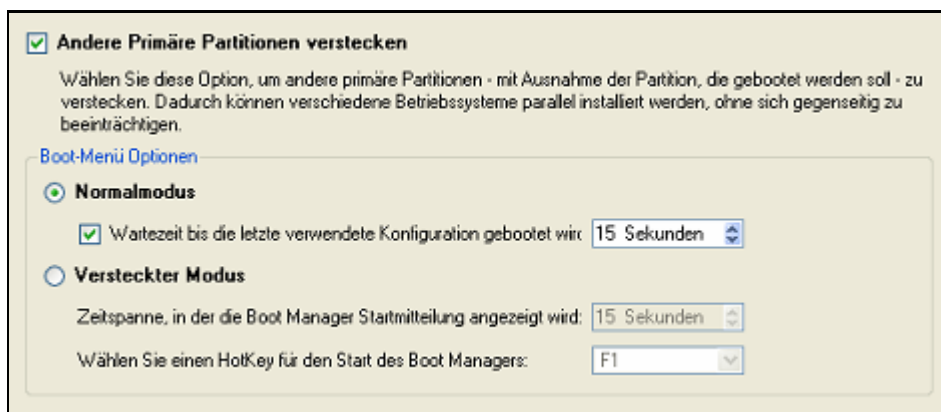 Andere Primäre Partitionen verstecken
Wählen Sie diese Option, um andere primäre Partitionen - mit Ausnahme der Partition, die gebootet werden soll - zu
verstecken. Dadurch können verschiedene Betriebssysteme parallel installiert werden, ohne sich gegenseitig zu
beeinträchtigen.
Boot-Menü Optionen
Normalmodus
Wartezeit bis die letzte verwendete Konfiguration gebootet wir 15 Sekunden
Versteckter Modus
Zeitspanne, in der die Boot Manager Startmitteilung angezeigt wird: 15 Sekunden
Wählen Sie einen HotKey für den Start des Boot Managers: F1